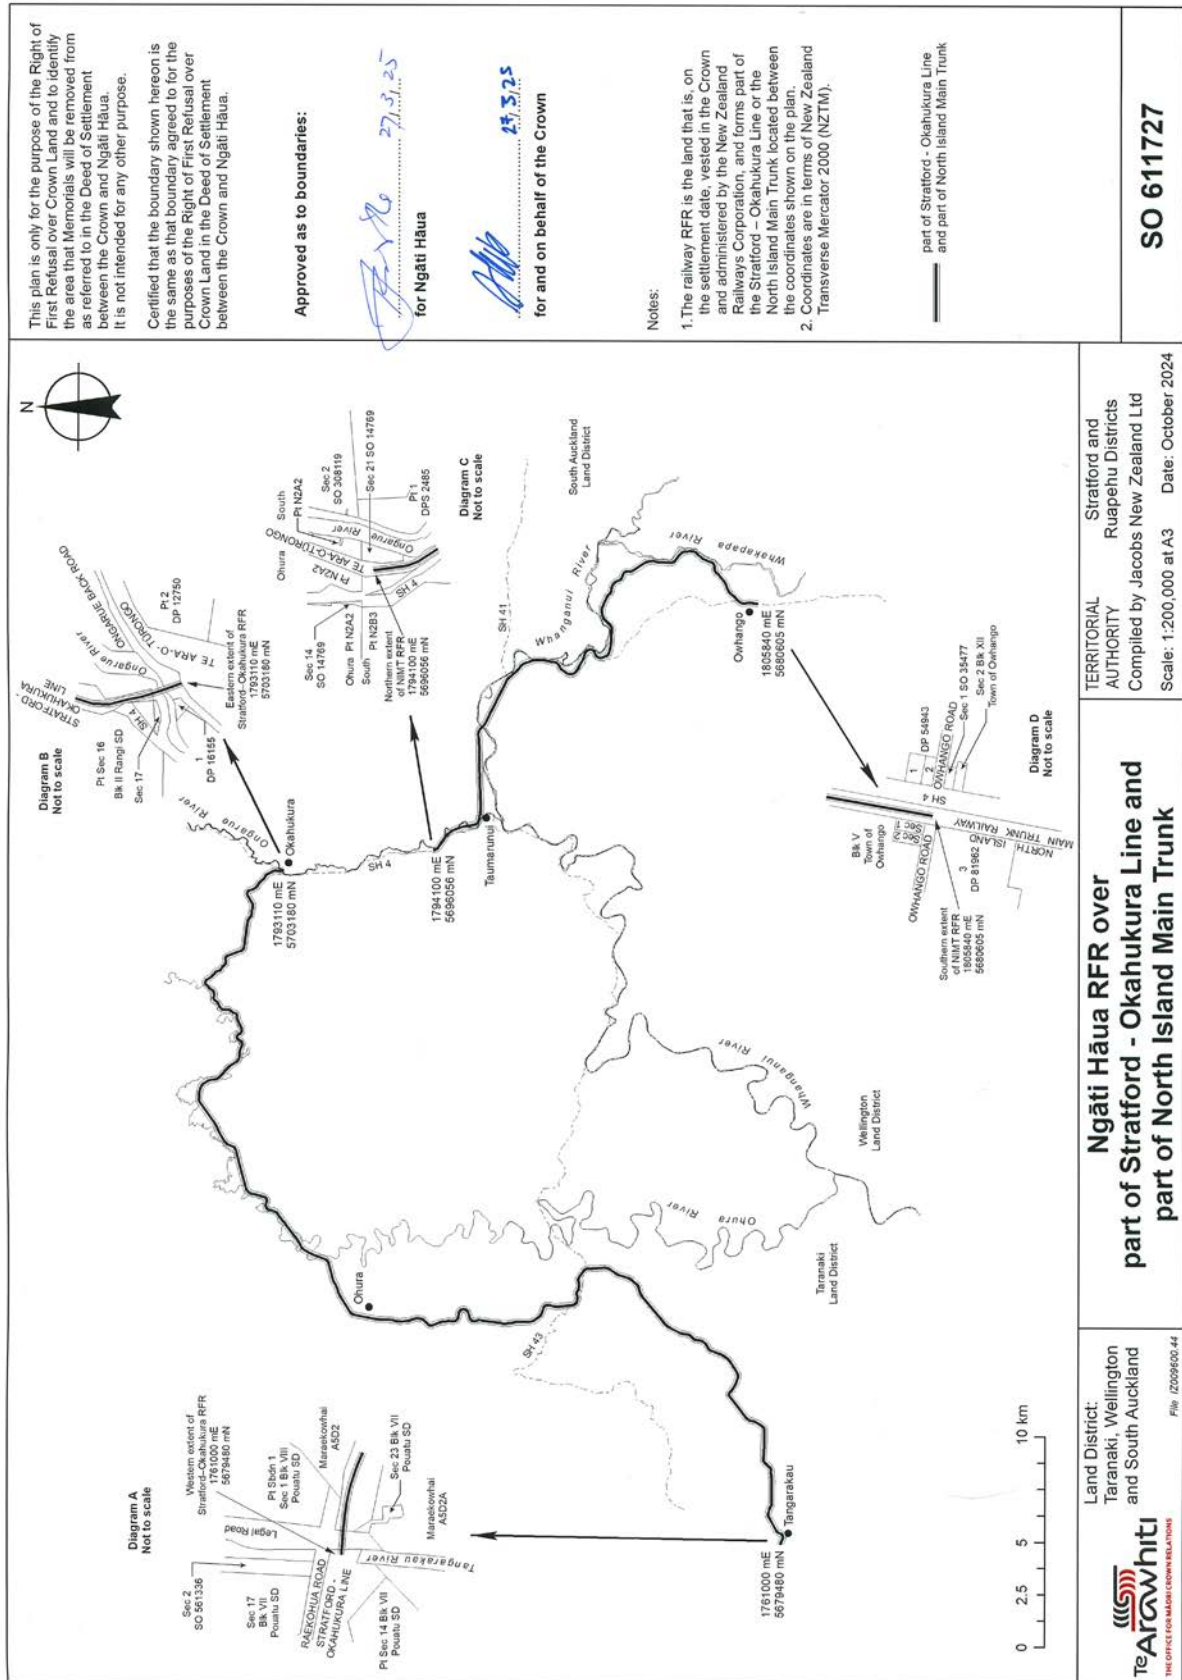 This plan is only for the purpose of the Right of
First Refusal over Crown Land and to identify
the area that Memorials will be removed from
as referred to in the Deed of Settlement
between the Crown and Ngāti Hāua.
It is not intended for any other purpose.
Certified that the boundary shown hereon is
the same as that boundary agreed to for the
purposes of the Right of First Refusal over
Crown Land in the Deed of Settlement
between the Crown and Ngāti Hāua.
Approved as to boundaries:
27/3/25
for Ngāti Hāua
27/3/25
for and on behalf of the Crown
Notes:
1.The railway RFR is the land that is, on
the settlement date, vested in the Crown
and administered by the New Zealand
Railways Corporation, and forms part of
the Stratford – Okahukura Line or the
North Island Main Trunk located between
the coordinates shown on the plan.
2. Coordinates are in terms of New Zealand
Transverse Mercator 2000 (NZTM).
part of Stratford - Okahukura Line
and part of North Island Main Trunk
SO 611727
N
Diagram A
Not to scale
Sec 2
SO 561336
Sec 17
Blk VII
Pouatu SD
Legal Road
RAEKOHUA ROAD
STRATFORD -
OKAHUKURA LINE
Pt Sec 14 Blk VII
Pouatu SD
Tangarakau River
Western extent of
Stratford–Okahukura RFR
1761000 mE
5679480 mN
Pt Sbdn 1
Sec 1 Blk VIII
Pouatu SD
Maraekowhai
A5D2
Sec 23 Blk VII
Pouatu SD
Maraekowhai
A5D2A
Diagram B
Not to scale
STRATFORD -
OKAHUKURA
LINE
Pt Sec 16
Blk II Rangi SD
Sec 17
SH 4
1
DP 16155
Ongarue River
ONGARUE BACK ROAD
TE ARA-O-TURONGO
Pt 2
DP 12750
Eastern extent of
Stratford–Okahukura RFR
1793110 mE
5703180 mN
Diagram C
Not to scale
Sec 14
SO 14769
Ohura
South
Pt N2A2
Pt N2B3
Ohura
South
Pt N2A2
Pt N2A2
TE ARA-O-TURONGO
Ongarue River
SH 4
Sec 2
SO 308119
Sec 21 SO 14769
Pt 1
DPS 2485
Northern extent
of NIMT RFR
1794100 mE
5696056 mN
Diagram D
Not to scale
Blk V
Town of
Owhango
Sec 2
Sec 1
OWHANGO ROAD
3
DP 81962
NORTH ISLAND MAIN TRUNK RAILWAY
SH 4
1
2
DP 54943
OWHANGO ROAD
Sec 1 SO 35477
Sec 2 Blk XII
Town of Owhango
Southern extent
of NIMT RFR
1805840 mE
5680605 mN
Ongarue River
Okahukura
1793110 mE
5703180 mN
SH 4
1794100 mE
5696056 mN
Taumarunui
SH 41
Whanganui River
South Auckland
Land District
Whakapapa River
Owhango
1805840 mE
5680605 mN
Ohura
SH 43
Ohura River
Whanganui River
Taranaki
Land District
Wellington
Land District
Tangarakau
1761000 mE
5679480 mN
0 2.5 5 10 km
TeArawhiti
THE OFFICE FOR MĀORI CROWN RELATIONS
Land District:
Taranaki, Wellington
and South Auckland
File IZ009600.44
Ngāti Hāua RFR over
part of Stratford - Okahukura Line and
part of North Island Main Trunk
TERRITORIAL
AUTHORITY
Stratford and
Ruapehu Districts
Compiled by Jacobs New Zealand Ltd
Scale: 1:200,000 at A3 Date: October 2024